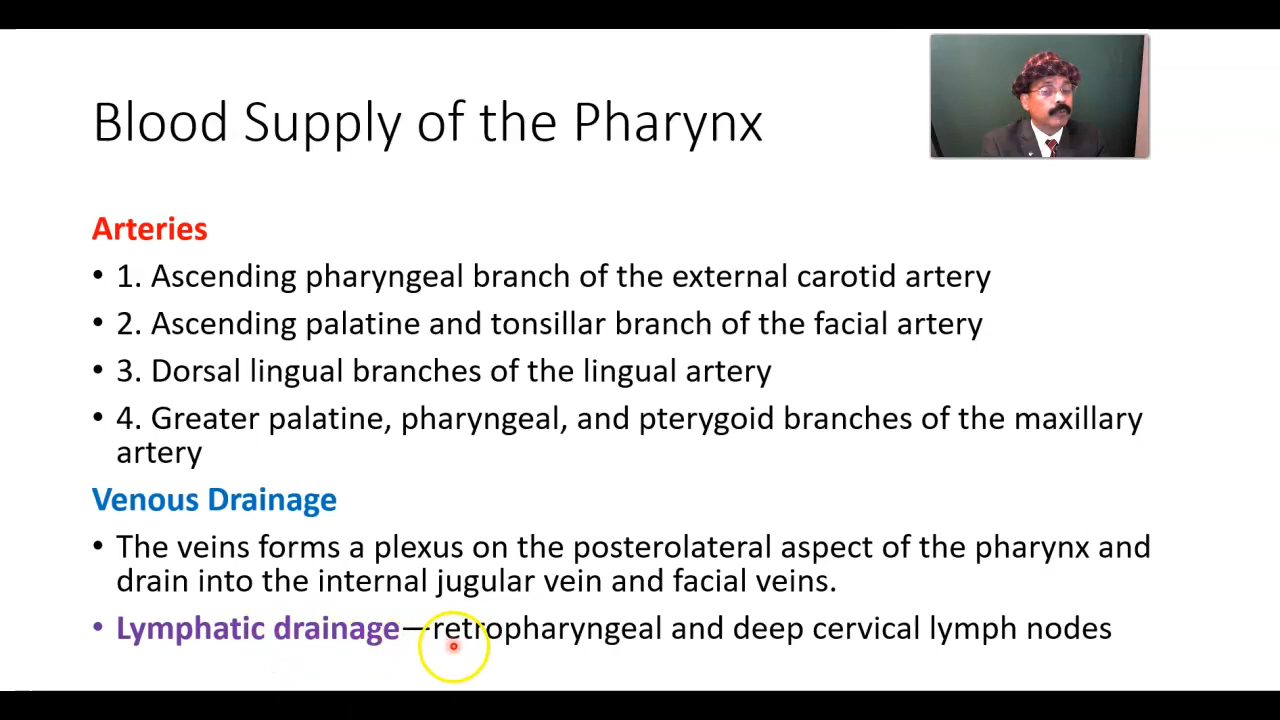 Blood Supply of the Pharynx
Arteries
• 1. Ascending pharyngeal branch of the external carotid artery
• 2. Ascending palatine and tonsillar branch of the facial artery
• 3. Dorsal lingual branches of the lingual artery
• 4. Greater palatine, pharyngeal, and pterygoid branches of the maxillary
artery
Venous Drainage
• The veins forms a plexus on the posterolateral aspect of the pharynx and
drain into the internal jugular vein and facial veins.
• Lymphatic drainage—retropharyngeal and deep cervical lymph nodes